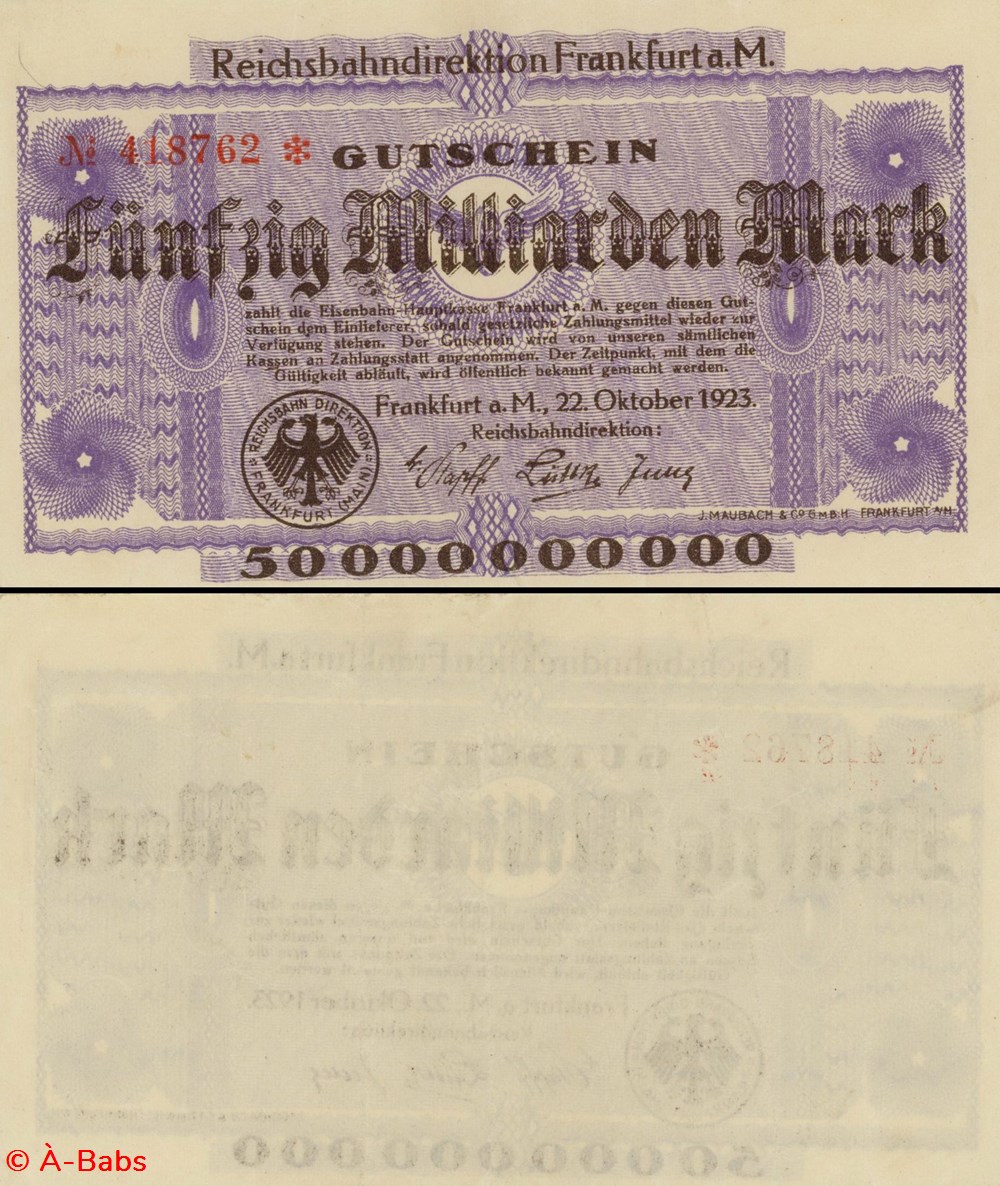 Reichsbahndirektion Frankfurt a. M.
№ 418762 *
GUTSCHEIN
Fünfzig Milliarden Mark
zahlt die Eisenbahn-Hauptkasse Frankfurt a. M. gegen diesen Gut-
schein dem Einlieferer, sobald gesetzliche Zahlungsmittel wieder zur
Verfügung stehen. Der Gutschein wird von unseren sämtlichen
Kassen an Zahlungsstatt angenommen. Der Zeitpunkt, mit dem die
Gültigkeit abläuft, wird öffentlich bekannt gemacht werden.
Frankfurt a. M., 22. Oktober 1923.
Reichsbahndirektion:
REICHSBAHN DIREKTION
FRANKFURT (MAIN)
J. MAUBACH & CO G M B H FRANKFURT A/M
50000000000
© À-Babs